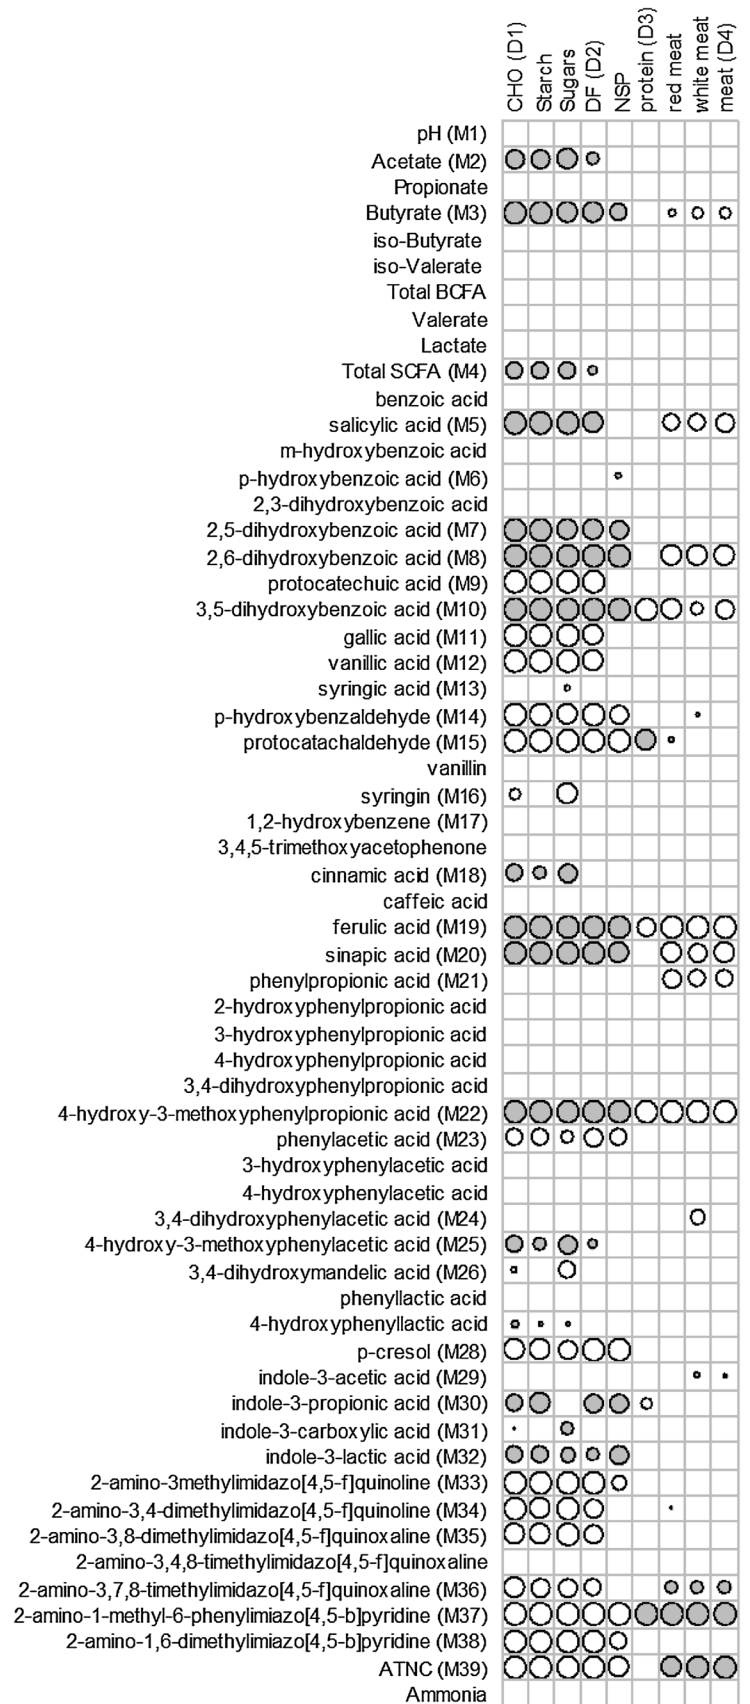 CHO (D1)
Starch
Sugars
DF (D2)
NSP
protein (D3)
red meat
white meat
meat (D4)
pH (M1)
Acetate (M2)
Propionate
Butyrate (M3)
iso-Butyrate
iso-Valerate
Total BCFA
Valerate
Lactate
Total SCFA (M4)
benzoic acid
salicylic acid (M5)
m-hydroxybenzoic acid
p-hydroxybenzoic acid (M6)
2,3-dihydroxybenzoic acid
2,5-dihydroxybenzoic acid (M7)
2,6-dihydroxybenzoic acid (M8)
protocatechuic acid (M9)
3,5-dihydroxybenzoic acid (M10)
gallic acid (M11)
vanillic acid (M12)
syringic acid (M13)
p-hydroxybenzaldehyde (M14)
protocatachaldehyde (M15)
vanillin
syringin (M16)
1,2-hydroxybenzene (M17)
3,4,5-trimethoxyacetophenone
cinnamic acid (M18)
caffeic acid
ferulic acid (M19)
sinapic acid (M20)
phenylpropionic acid (M21)
2-hydroxyphenylpropionic acid
3-hydroxyphenylpropionic acid
4-hydroxyphenylpropionic acid
3,4-dihydroxyphenylpropionic acid
4-hydroxy-3-methoxyphenylpropionic acid (M22)
phenylacetic acid (M23)
3-hydroxyphenylacetic acid
4-hydroxyphenylacetic acid
3,4-dihydroxyphenylacetic acid (M24)
4-hydroxy-3-methoxyphenylacetic acid (M25)
3,4-dihydroxymandelic acid (M26)
phenyllactic acid
4-hydroxyphenyllactic acid
p-cresol (M28)
indole-3-acetic acid (M29)
indole-3-propionic acid (M30)
indole-3-carboxylic acid (M31)
indole-3-lactic acid (M32)
2-amino-3methylimidazo[4,5-f]quinoline (M33)
2-amino-3,4-dimethylimidazo[4,5-f]quinoline (M34)
2-amino-3,8-dimethylimidazo[4,5-f]quinoxaline (M35)
2-amino-3,4,8-timethylimidazo[4,5-f]quinoxaline
2-amino-3,7,8-timethylimidazo[4,5-f]quinoxaline (M36)
2-amino-1-methyl-6-phenylimiazo[4,5-b]pyridine (M37)
2-amino-1,6-dimethylimiazo[4,5-b]pyridine (M38)
ATNC (M39)
Ammonia